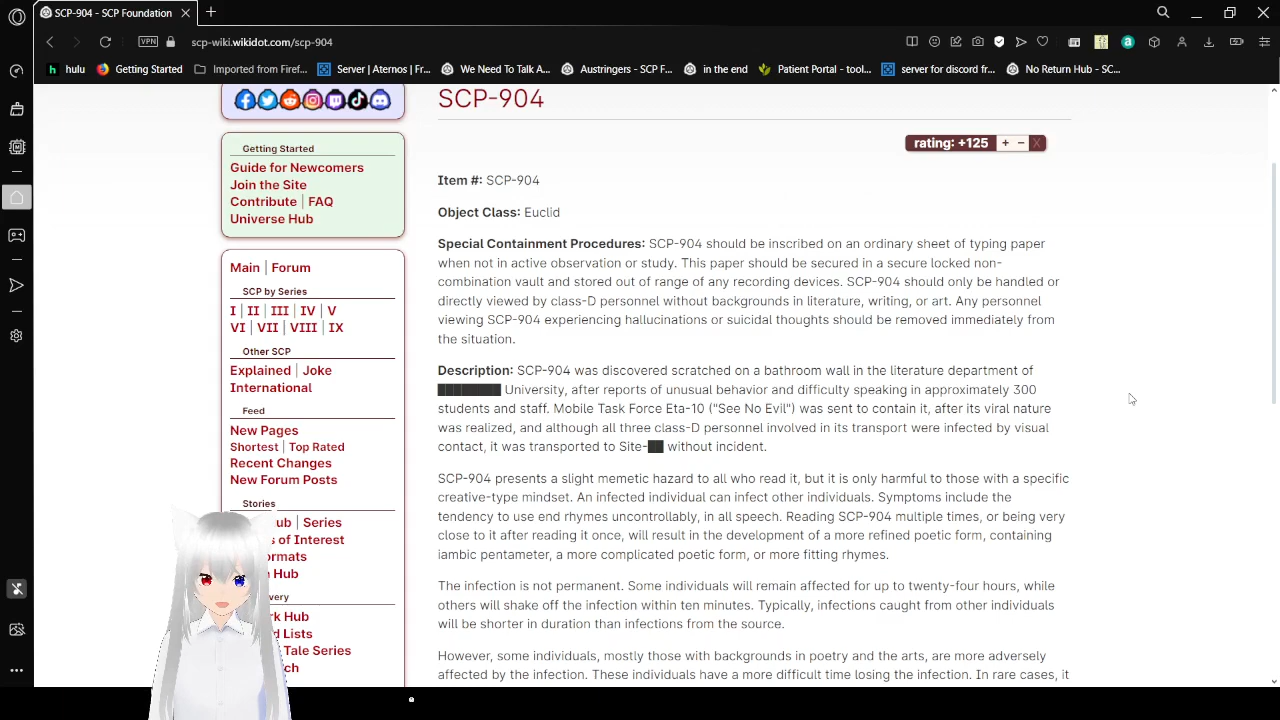 SCP-904 - SCP Foundation
VPN
scp-wiki.wikidot.com/scp-904
hulu
Getting Started
Imported from Firef...
Server | Aternos | Fr...
We Need To Talk A...
Austringers - SCP F...
in the end
Patient Portal - tool...
server for discord fr...
No Return Hub - SC...
Getting Started
Guide for Newcomers
Join the Site
Contribute | FAQ
Universe Hub
Main | Forum
SCP by Series
I | II | III | IV | V
VI | VII | VIII | IX
Other SCP
Explained | Joke
International
Feed
New Pages
Shortest | Top Rated
Recent Changes
New Forum Posts
Stories
ub | Series
s of Interest
ormats
Hub
very
rk Hub
d Lists
Tale Series
ch
SCP-904
rating: +125 + − X
Item #: SCP-904
Object Class: Euclid
Special Containment Procedures: SCP-904 should be inscribed on an ordinary sheet of typing paper
when not in active observation or study. This paper should be secured in a secure locked non-
combination vault and stored out of range of any recording devices. SCP-904 should only be handled or
directly viewed by class-D personnel without backgrounds in literature, writing, or art. Any personnel
viewing SCP-904 experiencing hallucinations or suicidal thoughts should be removed immediately from
the situation.
Description: SCP-904 was discovered scratched on a bathroom wall in the literature department of
████████ University, after reports of unusual behavior and difficulty speaking in approximately 300
students and staff. Mobile Task Force Eta-10 ("See No Evil") was sent to contain it, after its viral nature
was realized, and although all three class-D personnel involved in its transport were infected by visual
contact, it was transported to Site-██ without incident.
SCP-904 presents a slight memetic hazard to all who read it, but it is only harmful to those with a specific
creative-type mindset. An infected individual can infect other individuals. Symptoms include the
tendency to use end rhymes uncontrollably, in all speech. Reading SCP-904 multiple times, or being very
close to it after reading it once, will result in the development of a more refined poetic form, containing
iambic pentameter, a more complicated poetic form, or more fitting rhymes.
The infection is not permanent. Some individuals will remain affected for up to twenty-four hours, while
others will shake off the infection within ten minutes. Typically, infections caught from other individuals
will be shorter in duration than infections from the source.
However, some individuals, mostly those with backgrounds in poetry and the arts, are more adversely
affected by the infection. These individuals have a more difficult time losing the infection. In rare cases, it